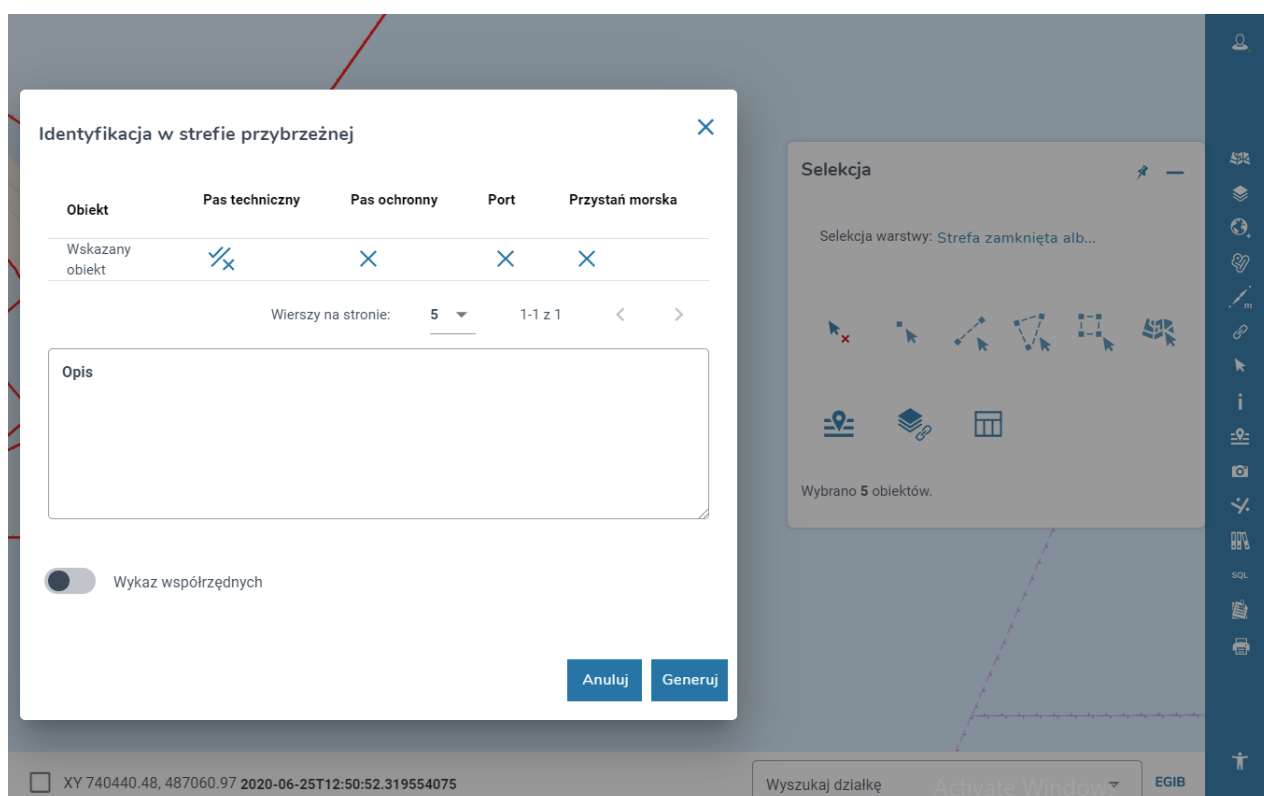 Identyfikacja w strefie przybrzeżnej
Obiekt
Pas techniczny
Pas ochronny
Port
Przystań morska
Wskazany
obiekt
Wierszy na stronie:
5
1-1 z 1
Opis
Wykaz współrzędnych
Anuluj
Generuj
Selekcja
Selekcja warstwy: Strefa zamknięta alb...
Wybrano 5 obiektów.
m
SQL
XY 740440.48, 487060.97 2020-06-25T12:50:52.319554075
Wyszukaj działkę
Activate Windows
EGIB